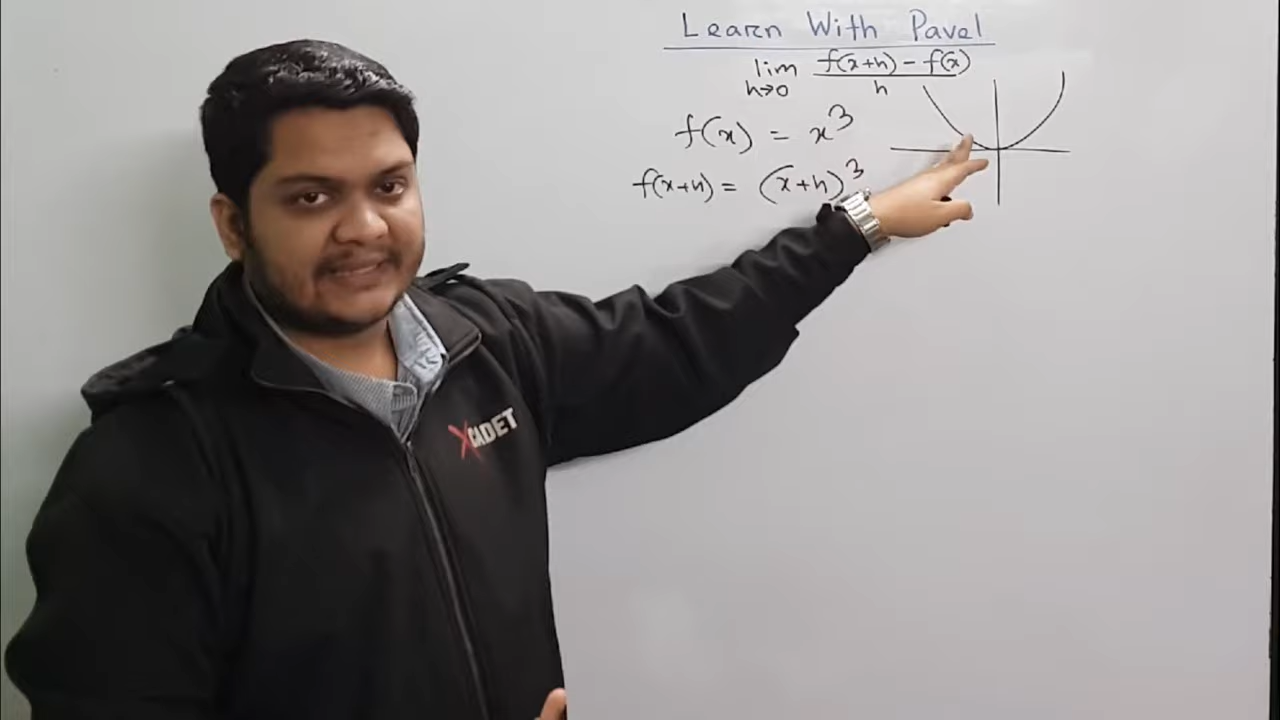 Learn With Pavel
lim h→0 f(x+h) - f(x) / h
f(x) = x³
f(x+h) = (x+h)³
XCADET